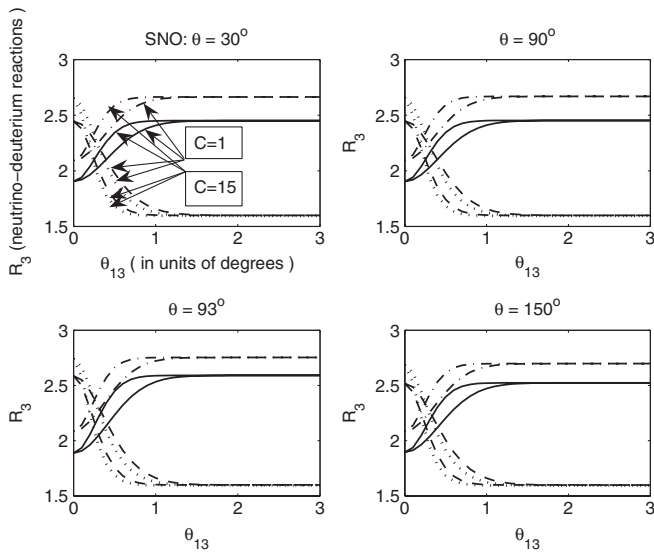 SNO: θ = 30°
3
2.5
2
1.5
0 1 2 3
C=1
C=15
R₃ (neutrino−deuterium reactions)
θ₁₃ ( in units of degrees )
θ = 90°
3
2.5
2
1.5
0 1 2 3
R₃
θ₁₃
θ = 93°
3
2.5
2
1.5
0 1 2 3
R₃
θ₁₃
θ = 150°
3
2.5
2
1.5
0 1 2 3
R₃
θ₁₃